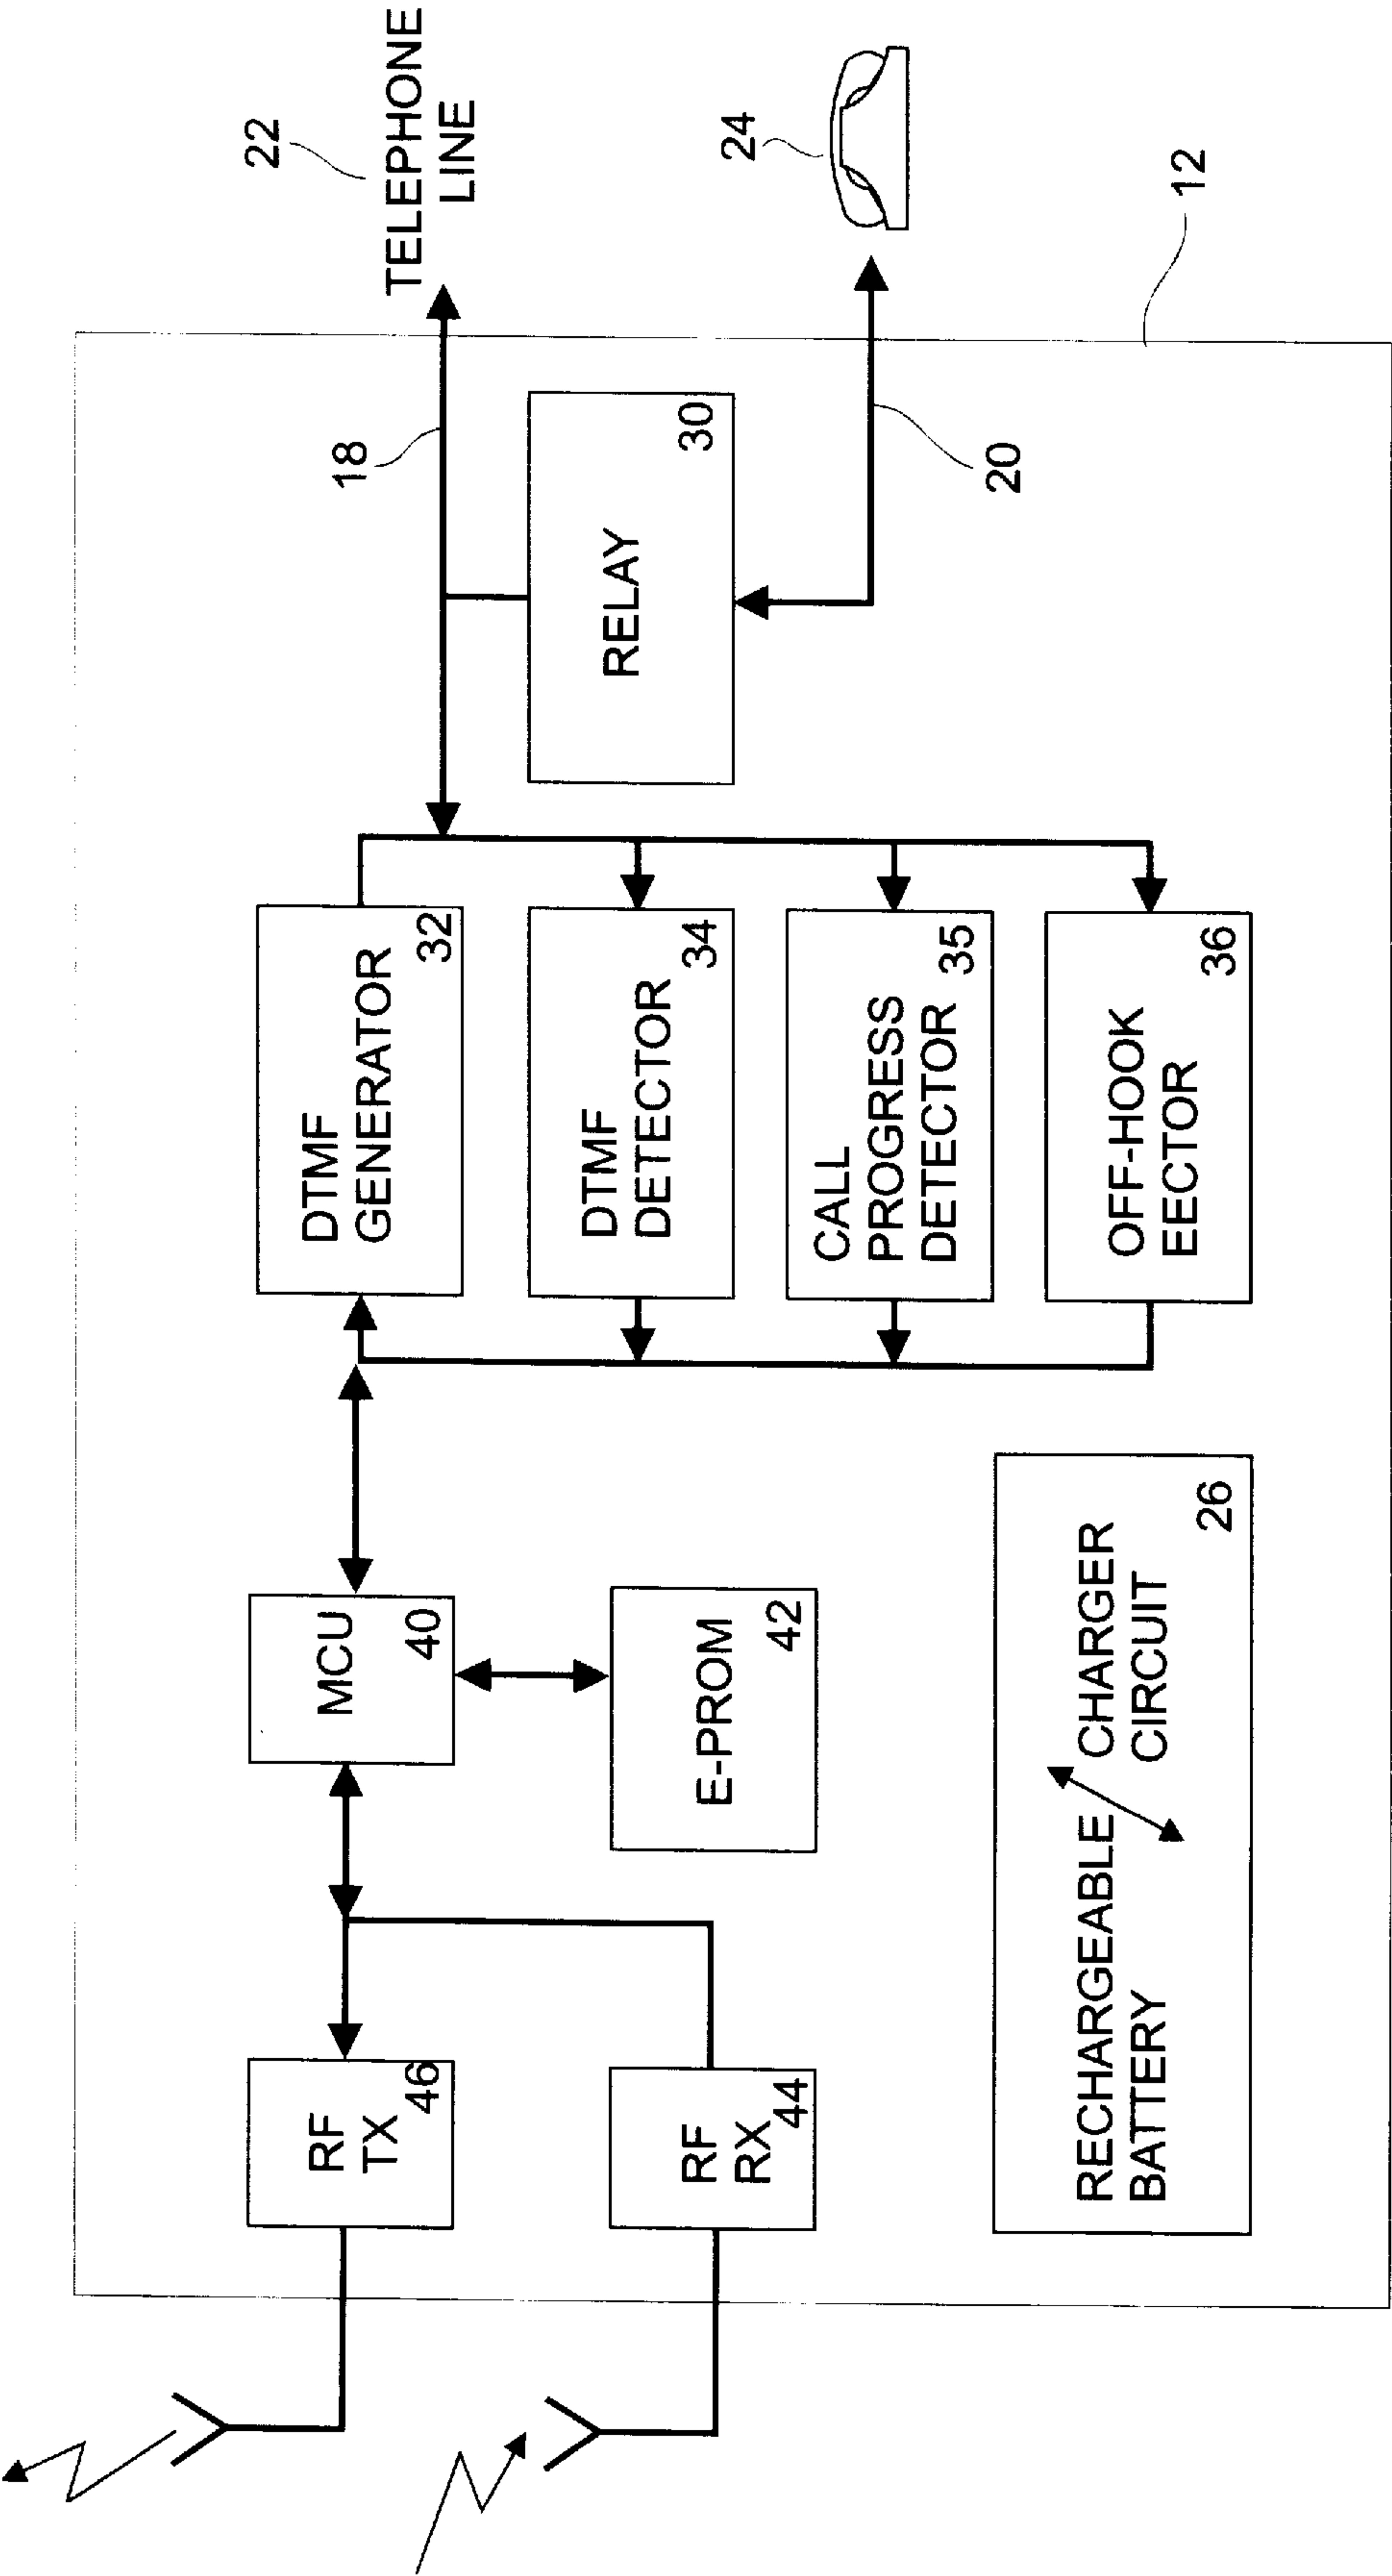 22
TELEPHONE
LINE
18
24
12
20
RELAY
30
DTMF
GENERATOR
32
DTMF
DETECTOR
34
CALL
PROGRESS
DETECTOR
35
OFF-HOOK
EECTOR
36
MCU
40
E-PROM
42
RF
TX
46
RF
RX
44
RECHARGEABLE
BATTERY
CHARGER
CIRCUIT
26